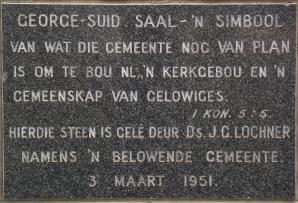 GEORGE-SUID SAAL-'N SIMBOOL
VAN WAT DIE GEMEENTE NOG VAN PLAN
IS OM TE BOU NL., 'N KERKGEBOU EN 'N
GEMEENSKAP VAN GELOWIGES.
I KON. 5:5.
HIERDIE STEEN IS GELÊ DEUR DS. J.G. LOCHNER
NAMENS 'N BELOWENDE GEMEENTE.
3 MAART 1951.